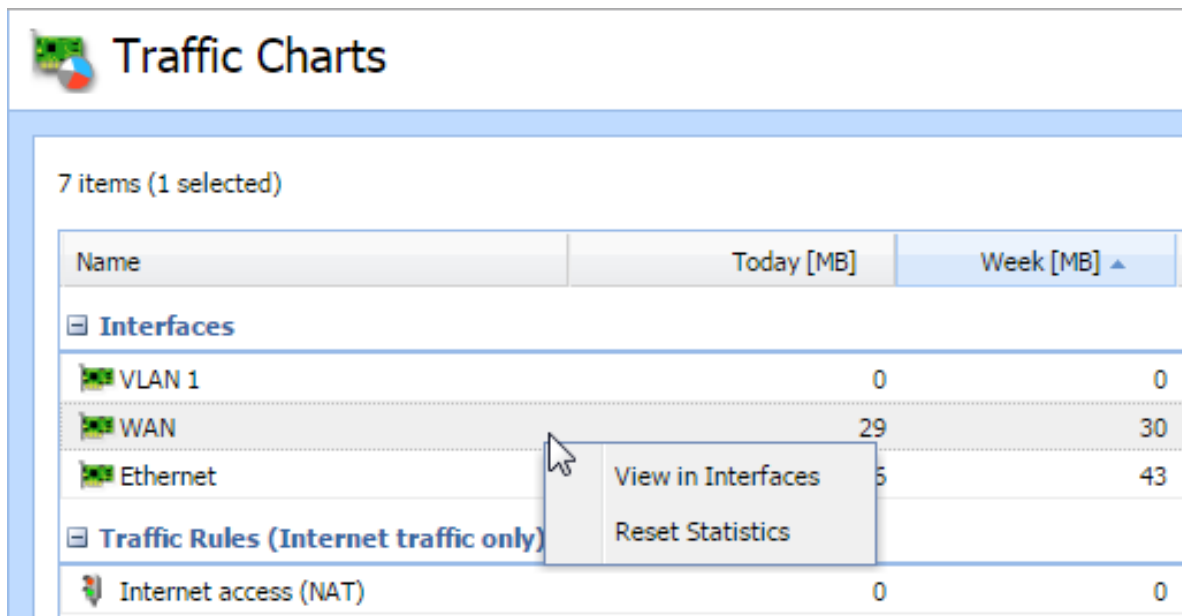 Traffic Charts
7 items (1 selected)
Name Today [MB] Week [MB]
Interfaces
VLAN 1 0 0
WAN 29 30
Ethernet 43
View in Interfaces
Reset Statistics
Traffic Rules (Internet traffic only)
Internet access (NAT) 0 0